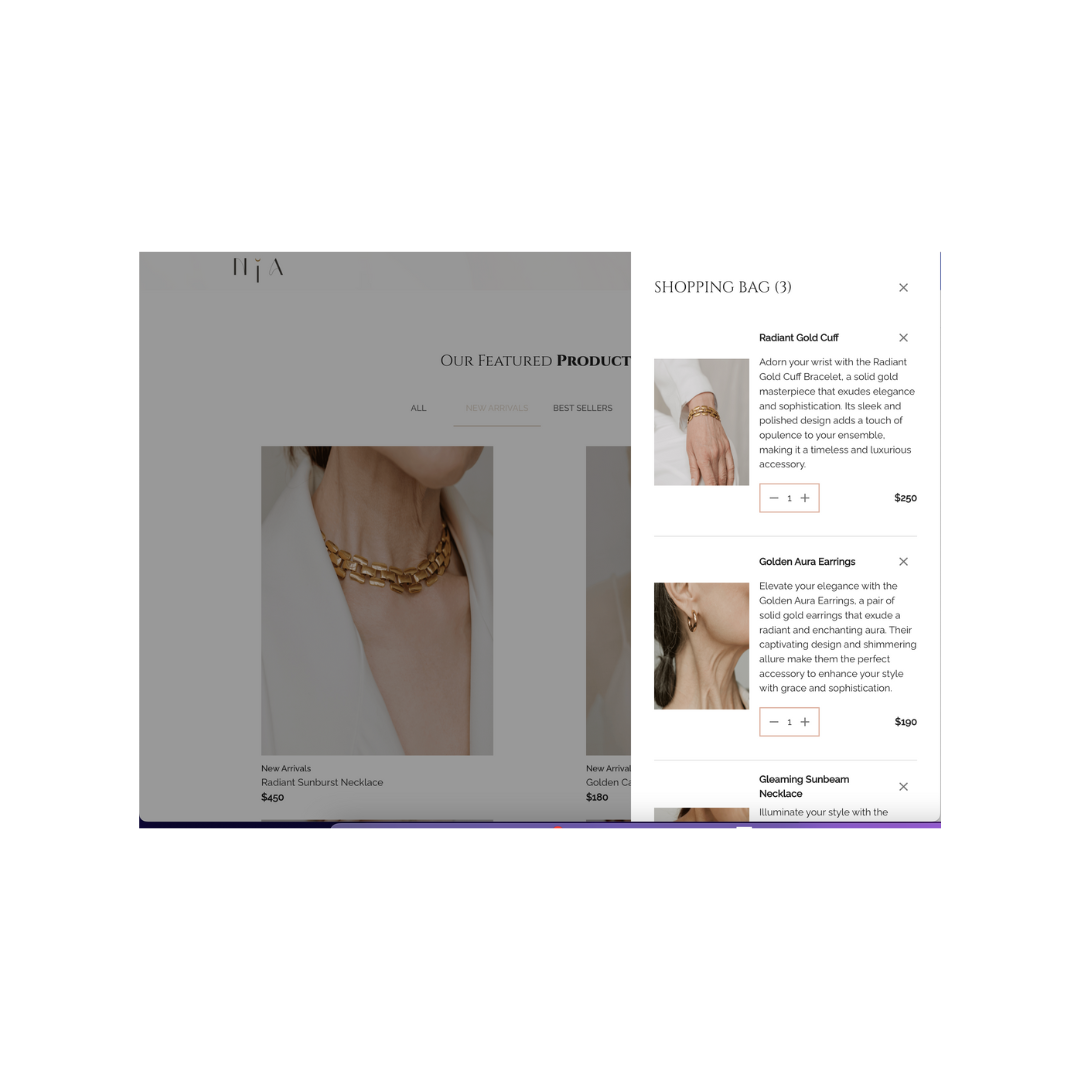 NIA
OUR FEATURED PRODUCT
ALL
NEW ARRIVALS
BEST SELLERS
New Arrivals
Radiant Sunburst Necklace
$450
New Arrival
Golden Ca
$180
SHOPPING BAG (3)
Radiant Gold Cuff
Adorn your wrist with the Radiant
Gold Cuff Bracelet, a solid gold
masterpiece that exudes elegance
and sophistication. Its sleek and
polished design adds a touch of
opulence to your ensemble,
making it a timeless and luxurious
accessory.
1
$250
Golden Aura Earrings
Elevate your elegance with the
Golden Aura Earrings, a pair of
solid gold earrings that exude a
radiant and enchanting aura. Their
captivating design and shimmering
allure make them the perfect
accessory to enhance your style
with grace and sophistication.
1
$190
Gleaming Sunbeam
Necklace
Illuminate your style with the